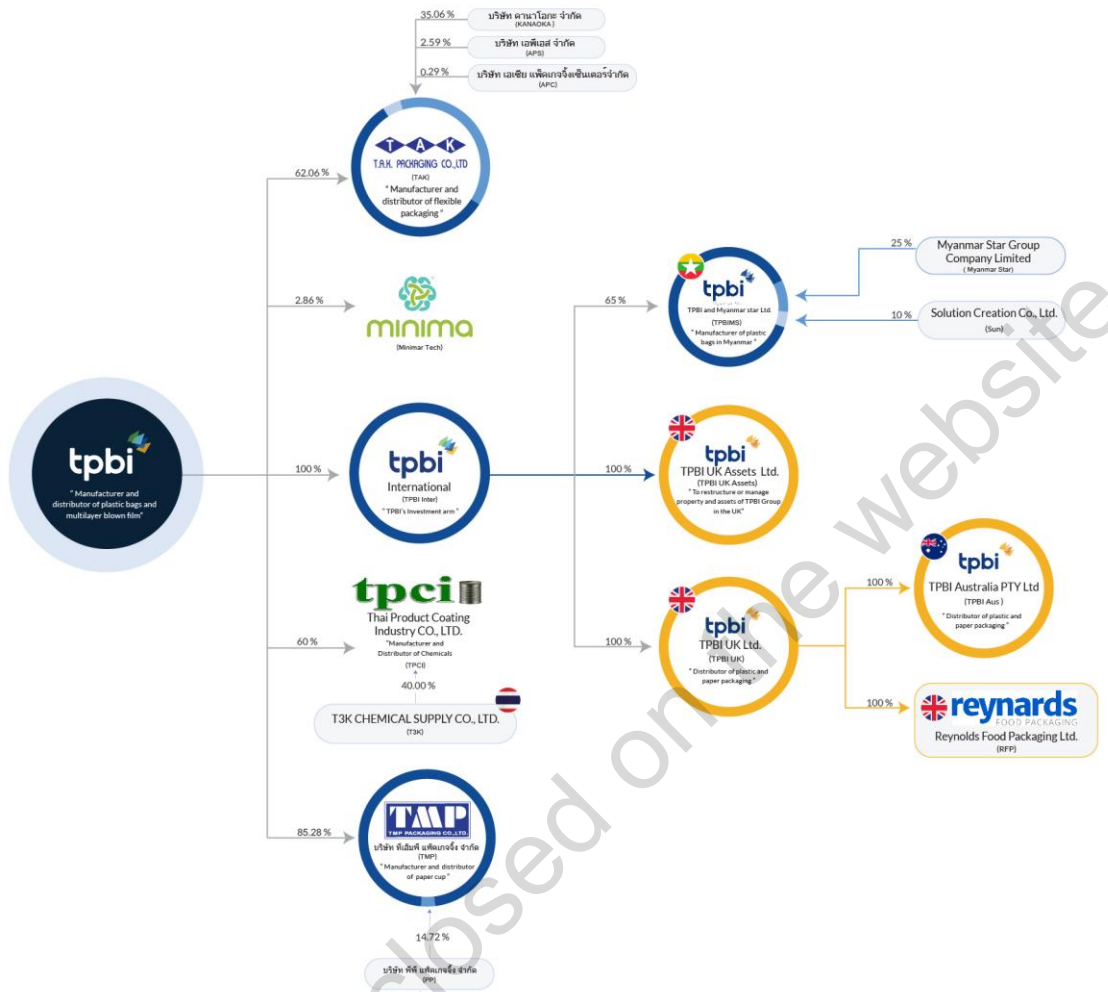 35.06 %
บริษัท คานาโอกะ จำกัด
(KANAOKA)
2.59 %
บริษัท เอพีเอส จำกัด
(APS)
0.29 %
บริษัท เอเซีย แพ็คเกจจิ้งเซ็นเตอร์จำกัด
(APC)
62.06 %
T A K
T.A.K. PACKAGING CO.,LTD
(TAK)
" Manufacturer and
distributor of flexible
packaging "
2.86 %
minima
(Minimar Tech)
tpbi
" Manufacturer and
distributor of plastic bags and
multilayer blown film"
100 %
tpbi
International
(TPBI Inter)
" TPBI's Investment arm "
60 %
tpci
Thai Product Coating
Industry CO., LTD.
"Manufacturer and
Distributor of Chemicals
(TPCI)
40.00 %
T3K CHEMICAL SUPPLY CO., LTD.
(T3K)
85.28 %
TMP
TMP PACKAGING CO.,LTD.
บริษัท ทีเอ็มพี แพ็คเกจจิ้ง จำกัด
(TMP)
" Manufacturer and distributor
of paper cup "
14.72 %
บริษัท พีพี แพ็คเกจจิ้ง จำกัด
(PP)
65 %
tpbi
TPBI and Myanmar star Ltd.
(TPBIMS)
" Manufacturer of plastic
bags in Myanmar "
25 %
Myanmar Star Group
Company Limited
( Myanmar Star)
10 %
Solution Creation Co., Ltd.
(Sun)
100 %
tpbi
TPBI UK Assets Ltd.
(TPBI UK Assets)
"To restructure or manage
property and assets of TPBI Group
in the UK"
100 %
tpbi
TPBI UK Ltd.
(TPBI UK)
" Distributor of plastic and
paper packaging "
100 %
tpbi
TPBI Australia PTY Ltd
(TPBI Aus )
" Distributor of plastic and
paper packaging "
100 %
reynards
FOOD PACKAGING
Reynolds Food Packaging Ltd.
(RFP)
closed on the website